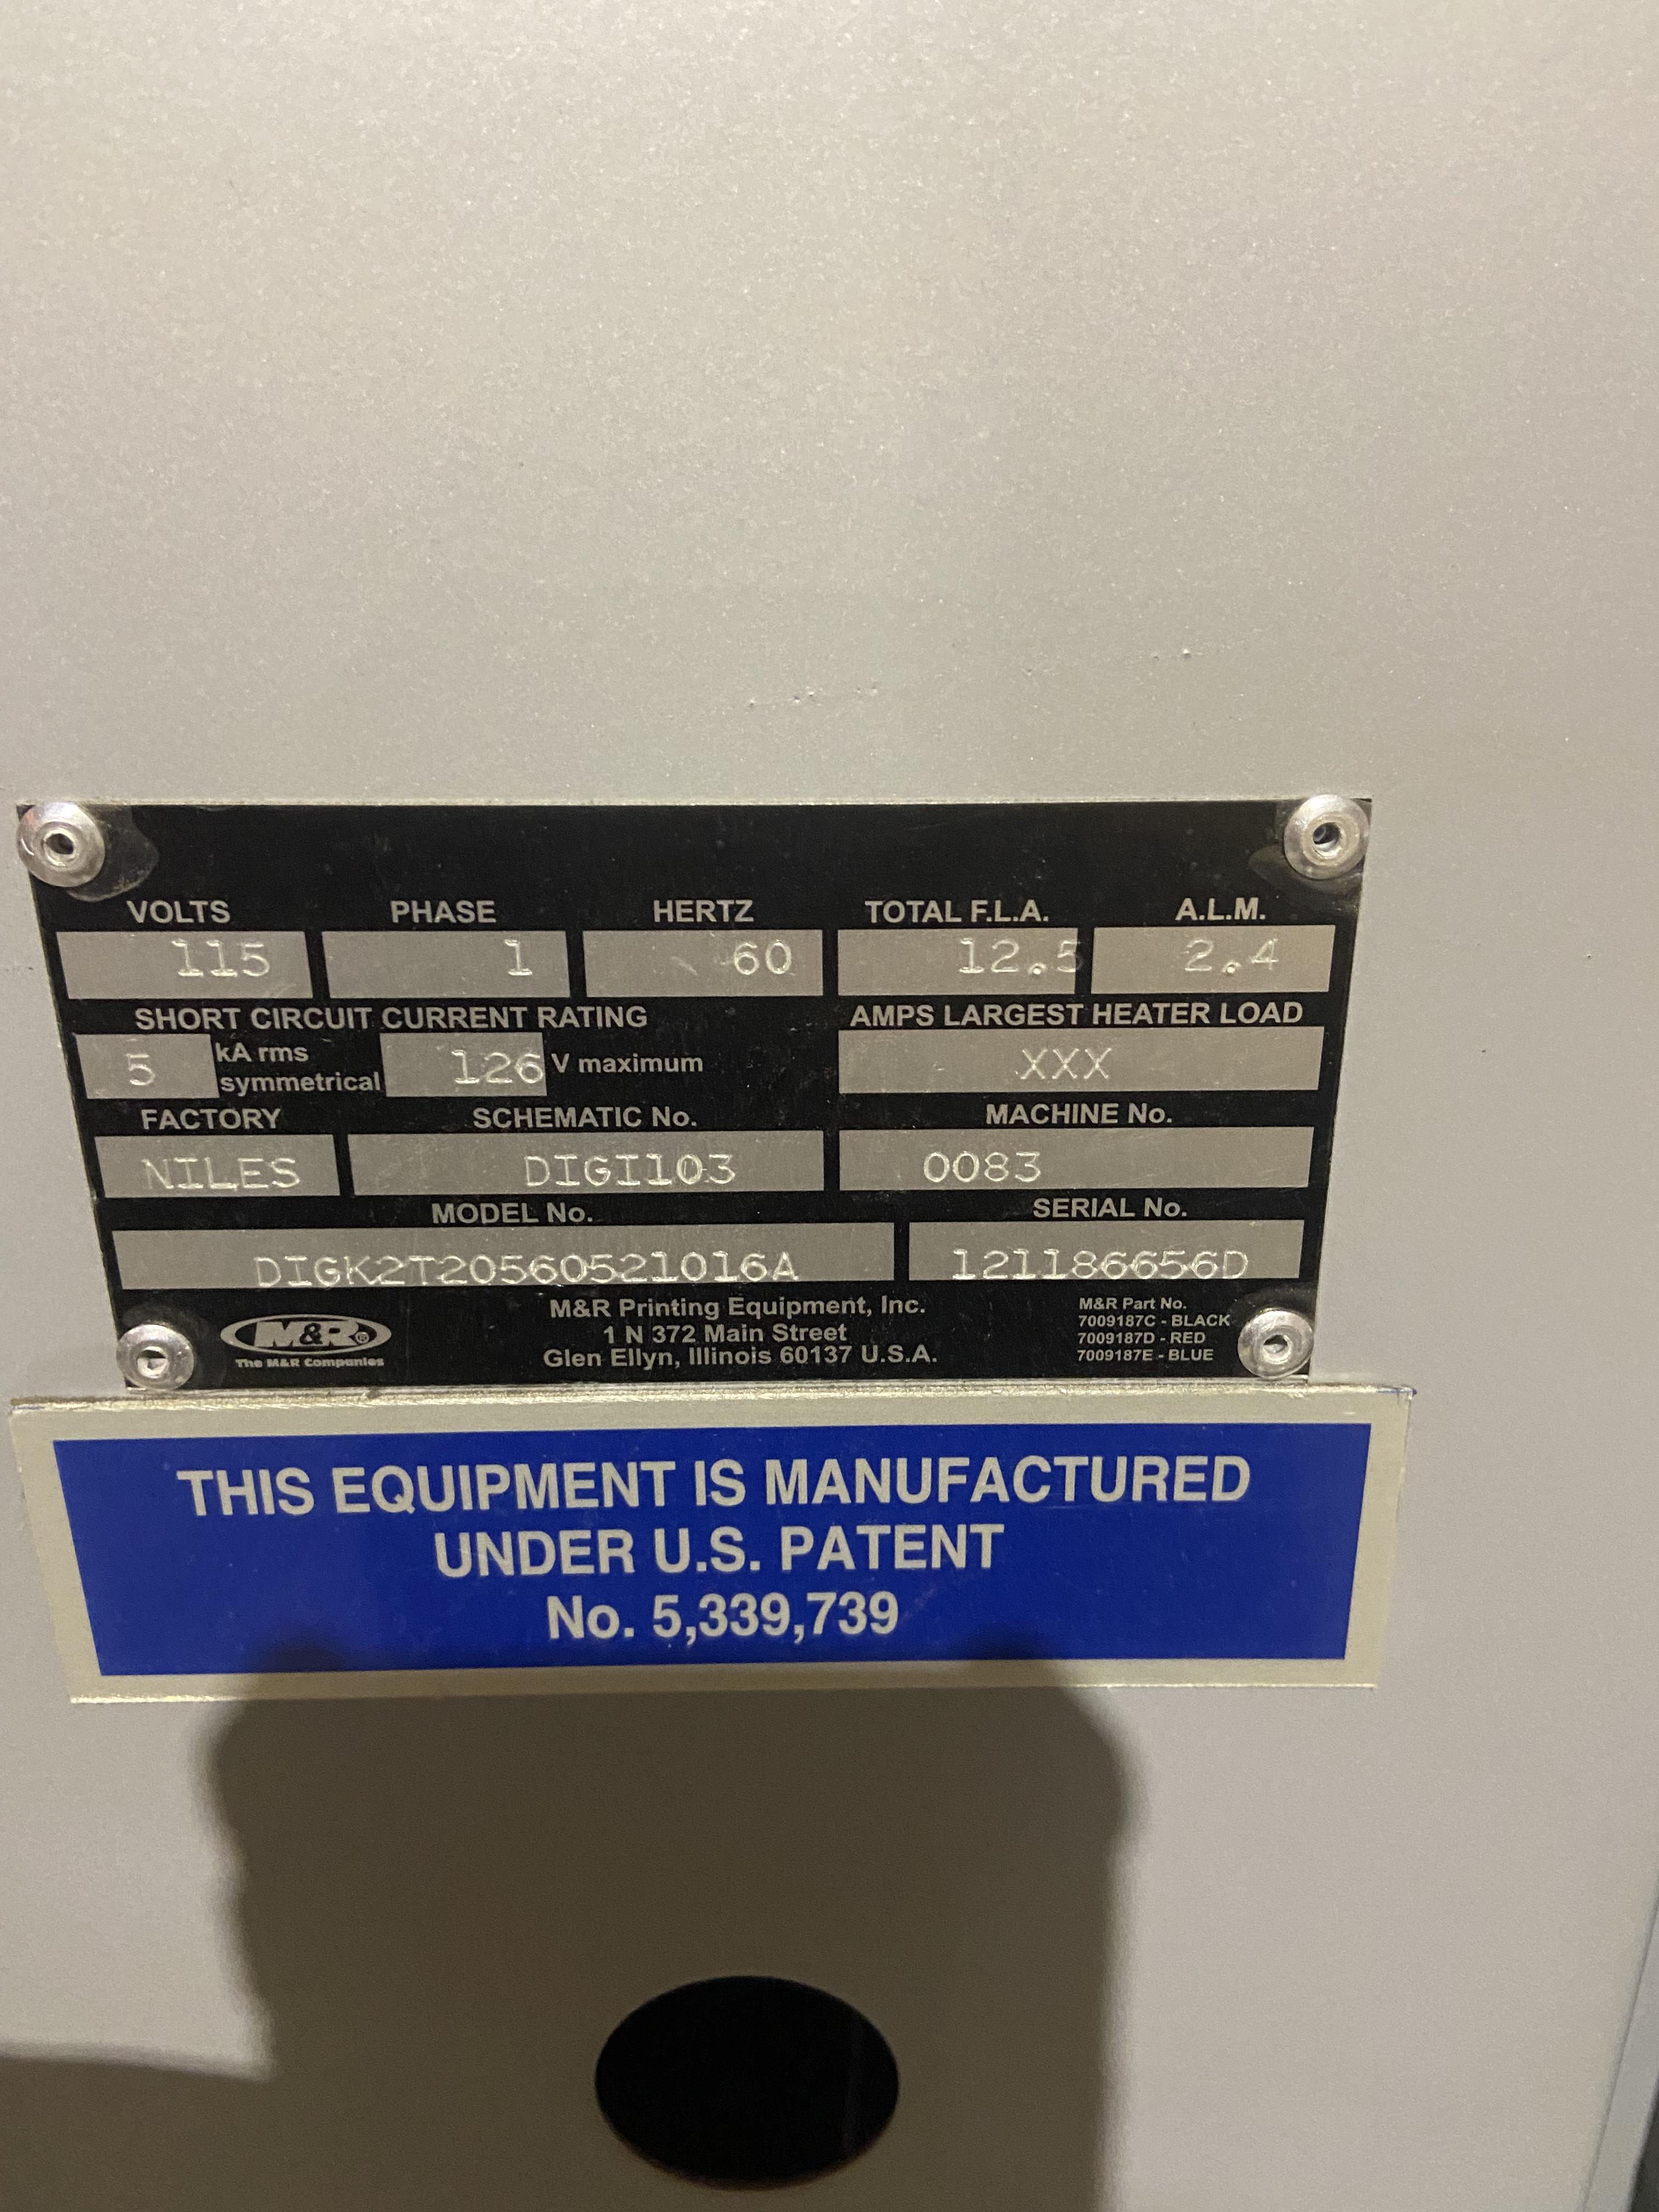 VOLTS PHASE HERTZ TOTAL F.L.A. A.L.M.
115 1 60 12.5 2.4
SHORT CIRCUIT CURRENT RATING AMPS LARGEST HEATER LOAD
5 kA rms symmetrical 126 V maximum XXX
FACTORY SCHEMATIC No. MACHINE No.
NILES DIGI103 0083
MODEL No. SERIAL No.
DIGK2T20560521016A 121186656D
M&R®
The M&R Companies
M&R Printing Equipment, Inc.
1 N 372 Main Street
Glen Ellyn, Illinois 60137 U.S.A.
M&R Part No.
7009187C - BLACK
7009187D - RED
7009187E - BLUE
THIS EQUIPMENT IS MANUFACTURED
UNDER U.S. PATENT
No. 5,339,739